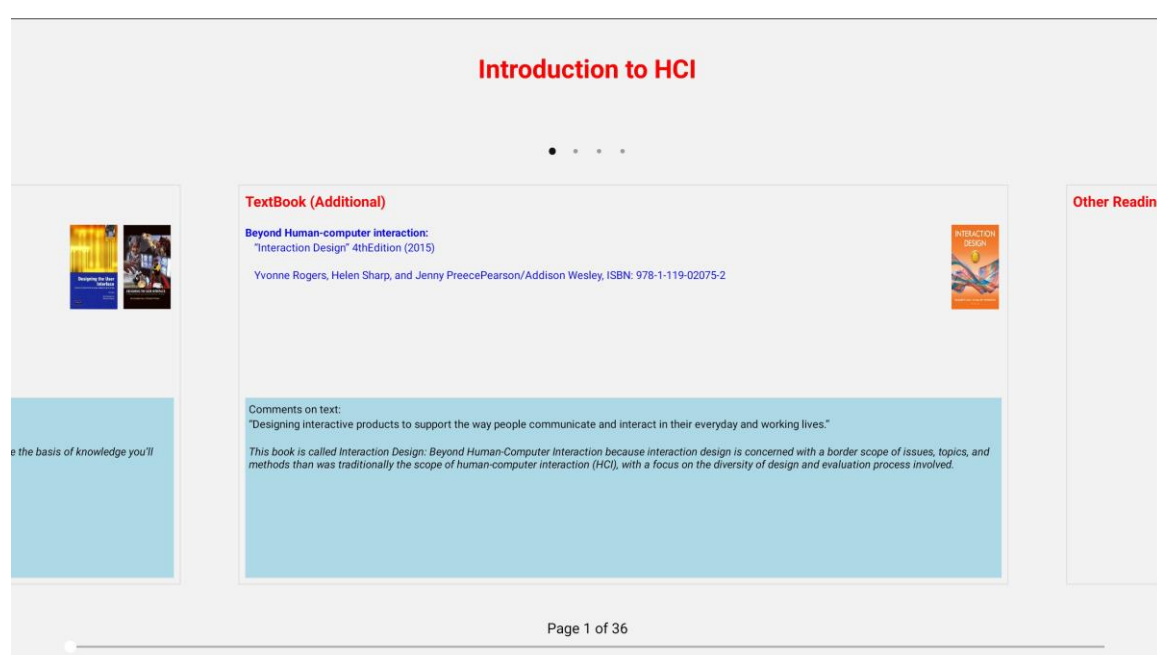 Introduction to HCI
TextBook (Additional)
Beyond Human-computer interaction:
"Interaction Design" 4thEdition (2015)
Yvonne Rogers, Helen Sharp, and Jenny PreecePearson/Addison Wesley, ISBN: 978-1-119-02075-2
INTERACTION
DESIGN
Designing the User
Interface
Comments on text:
"Designing interactive products to support the way people communicate and interact in their everyday and working lives."
e the basis of knowledge you'll
This book is called Interaction Design: Beyond Human-Computer Interaction because interaction design is concerned with a border scope of issues, topics, and
methods than was traditionally the scope of human-computer interaction (HCI), with a focus on the diversity of design and evaluation process involved.
Other Readin
Page 1 of 36